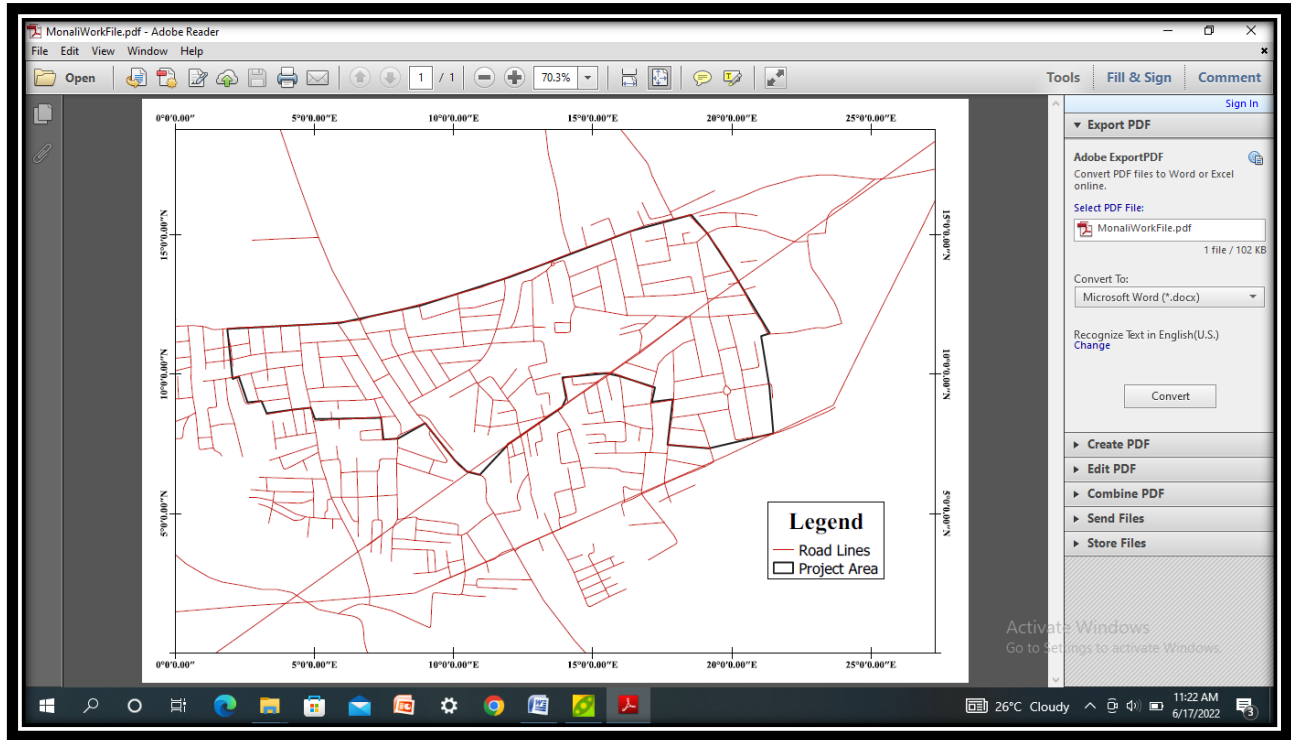 MonaliWorkFile.pdf - Adobe Reader
File Edit View Window Help
Open 1 / 1 70.3% Tools Fill & Sign Comment
Sign In
Export PDF
Adobe ExportPDF
Convert PDF files to Word or Excel
online.
Select PDF File:
MonaliWorkFile.pdf
1 file / 102 KB
Convert To:
Microsoft Word (*.docx)
Recognize Text in English(U.S.)
Change
Convert
Create PDF
Edit PDF
Combine PDF
Send Files
Store Files
0°0'0.00"E 5°0'0.00"E 10°0'0.00"E 15°0'0.00"E 20°0'0.00"E 25°0'0.00"E
15°0'0.00"N 15°0'0.00"N
10°0'0.00"N 10°0'0.00"N
5°0'0.00"N 5°0'0.00"N
Legend
Road Lines
Project Area
0°0'0.00"E 5°0'0.00"E 10°0'0.00"E 15°0'0.00"E 20°0'0.00"E 25°0'0.00"E
Activate Windows
Go to Settings to activate Windows.
26°C Cloudy
11:22 AM
6/17/2022
3